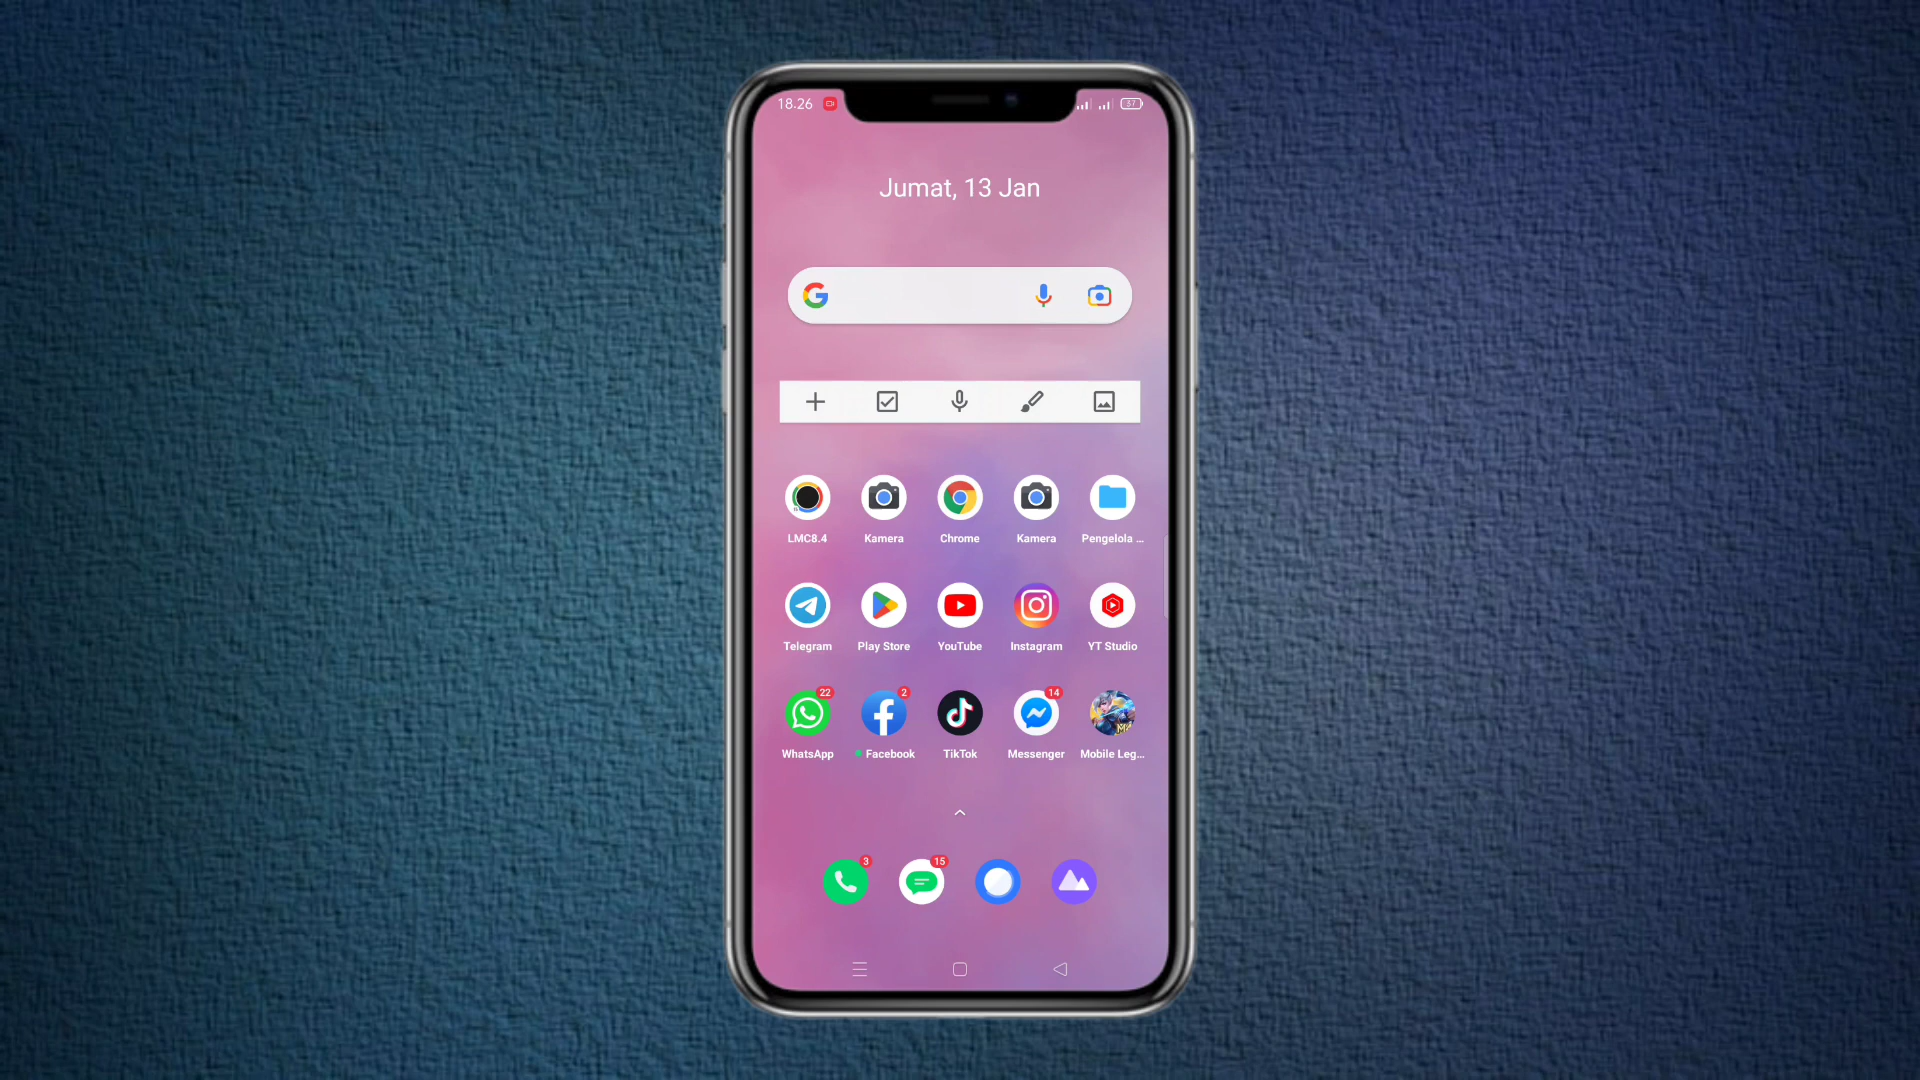 18.26
37
Jumat, 13 Jan
LMC8.4
Kamera
Chrome
Kamera
Pengelola ...
Telegram
Play Store
YouTube
Instagram
YT Studio
22
2
14
WhatsApp
Facebook
TikTok
Messenger
Mobile Leg...
3
15